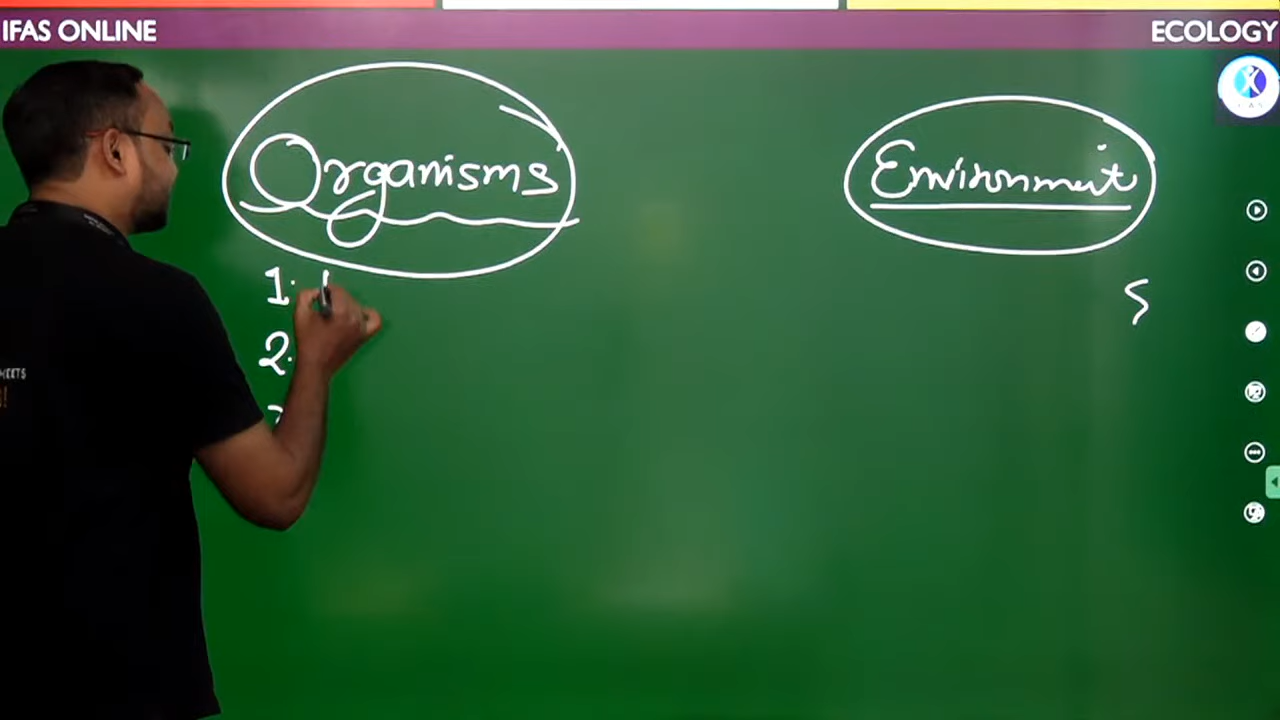 IFAS ONLINE
ECOLOGY
Organisms
Environment
1.
2.
S